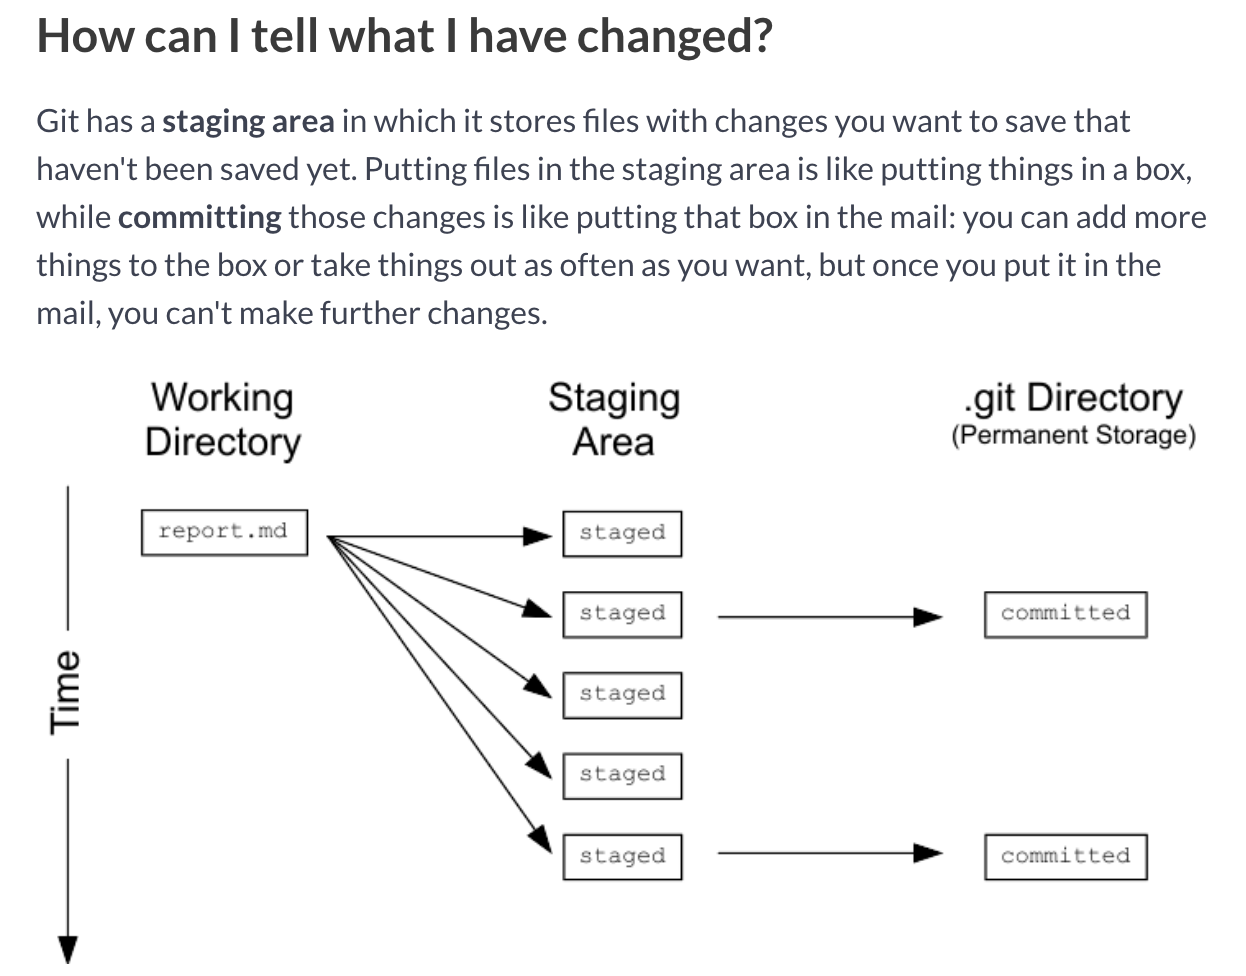 How can I tell what I have changed?
Git has a staging area in which it stores files with changes you want to save that
haven't been saved yet. Putting files in the staging area is like putting things in a box,
while committing those changes is like putting that box in the mail: you can add more
things to the box or take things out as often as you want, but once you put it in the
mail, you can't make further changes.
Working
Directory
Staging
Area
.git Directory
(Permanent Storage)
report.md
staged
staged
committed
staged
staged
staged
committed
Time